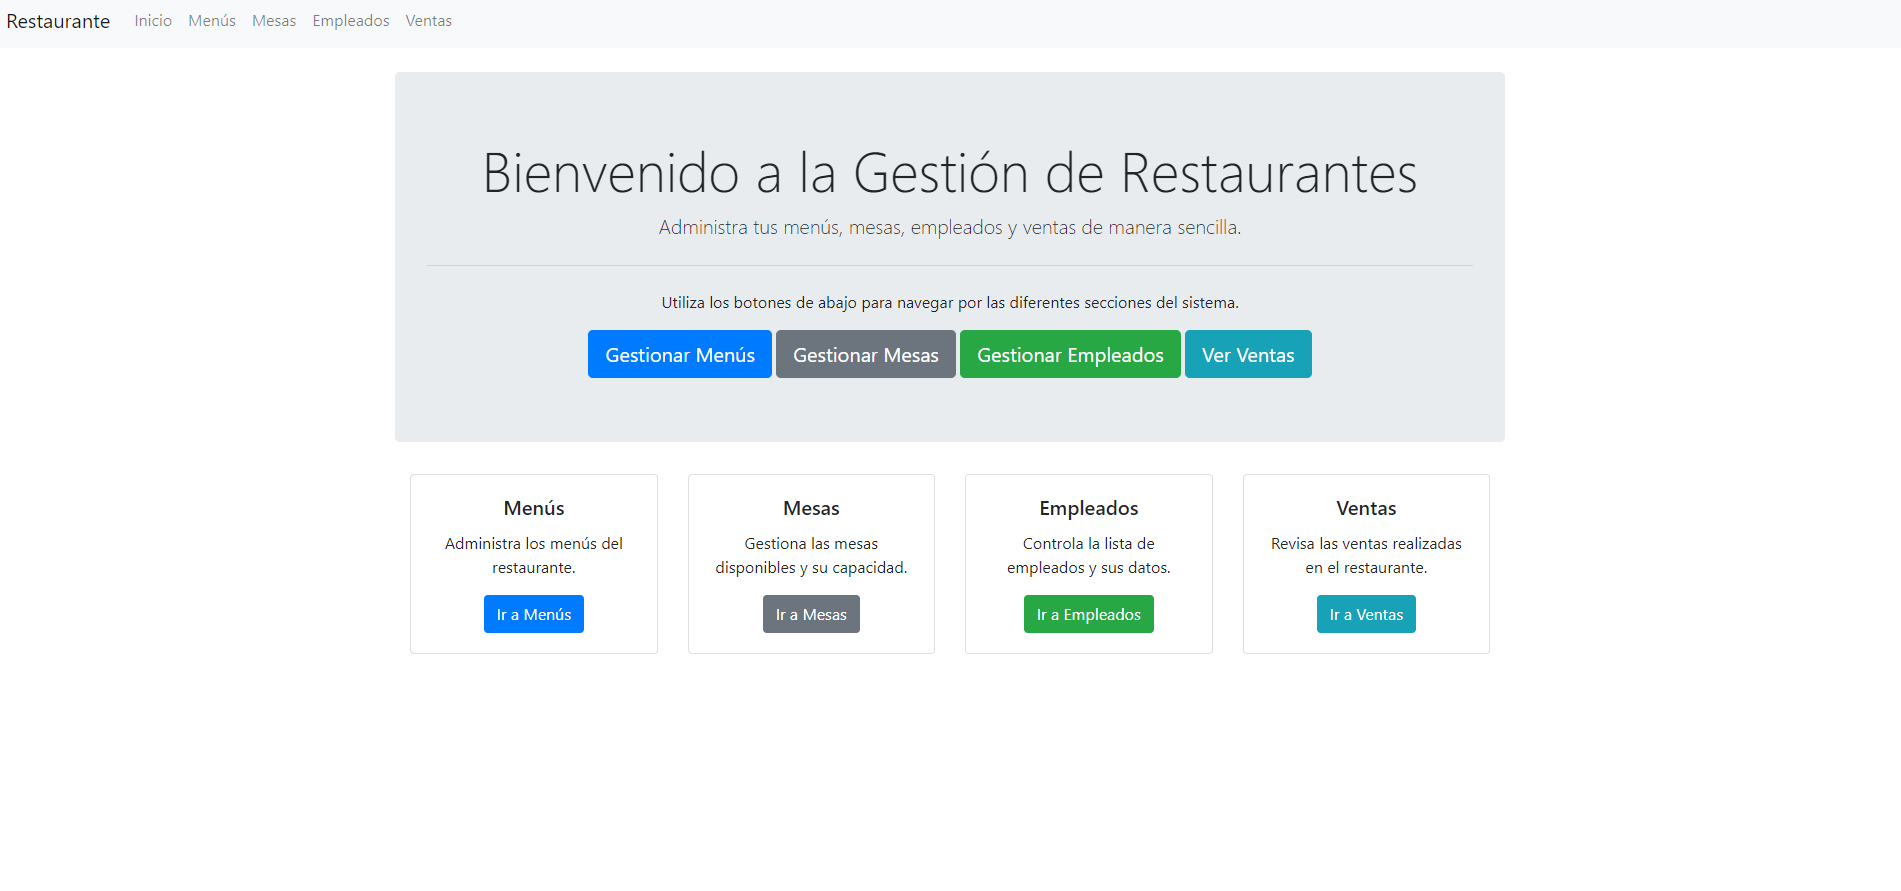 Restaurante Inicio Menús Mesas Empleados Ventas
Bienvenido a la Gestión de Restaurantes
Administra tus menús, mesas, empleados y ventas de manera sencilla.
Utiliza los botones de abajo para navegar por las diferentes secciones del sistema.
Gestionar Menús Gestionar Mesas Gestionar Empleados Ver Ventas
Menús
Administra los menús del
restaurante.
Ir a Menús
Mesas
Gestiona las mesas
disponibles y su capacidad.
Ir a Mesas
Empleados
Controla la lista de
empleados y sus datos.
Ir a Empleados
Ventas
Revisa las ventas realizadas
en el restaurante.
Ir a Ventas